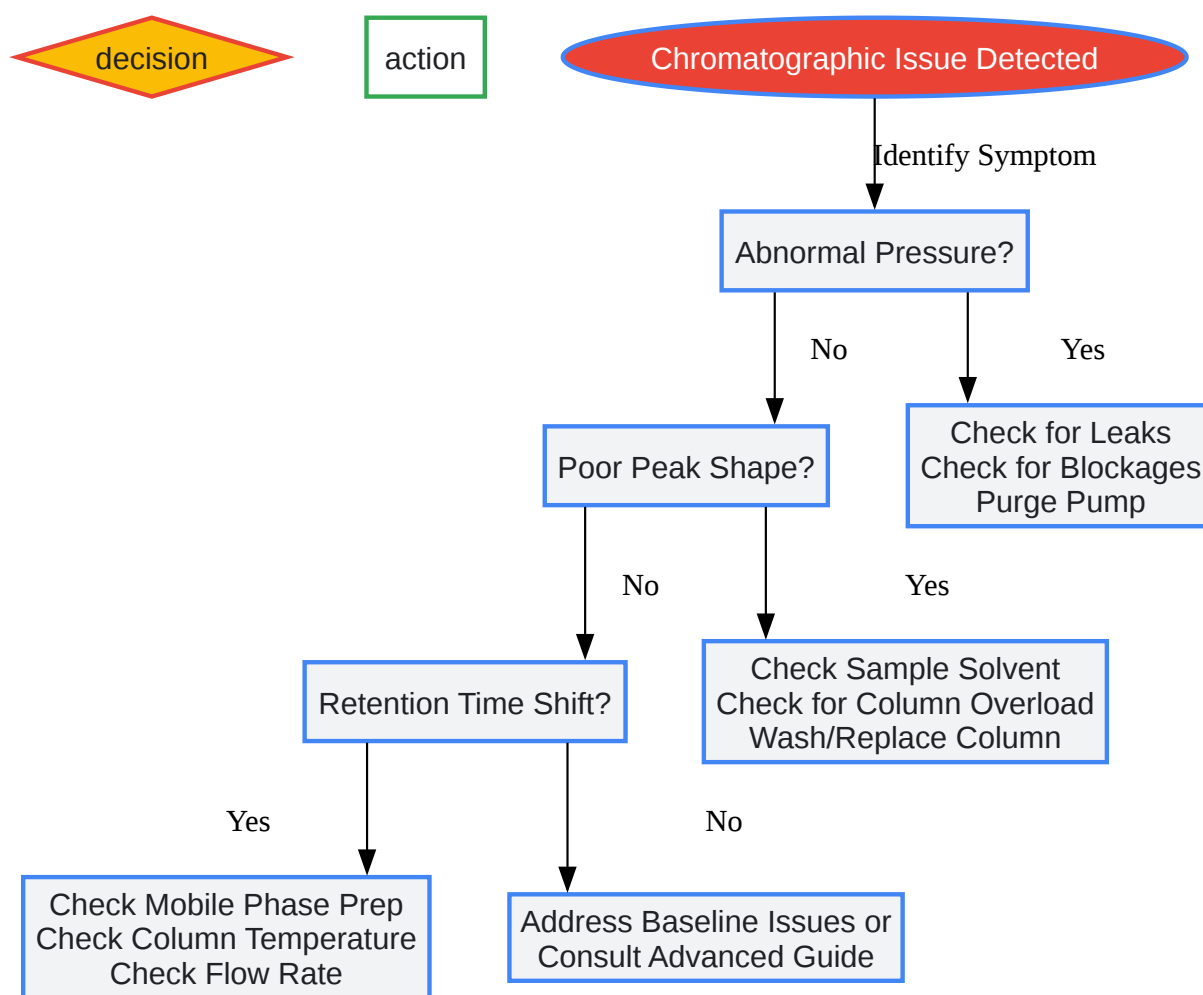 decision
action
Chromatographic Issue Detected
Identify Symptom
Abnormal Pressure?
No
Yes
Check for Leaks
Check for Blockages
Purge Pump
Poor Peak Shape?
No
Yes
Check Sample Solvent
Check for Column Overload
Wash/Replace Column
Retention Time Shift?
Yes
No
Check Mobile Phase Prep
Check Column Temperature
Check Flow Rate
Address Baseline Issues or
Consult Advanced Guide